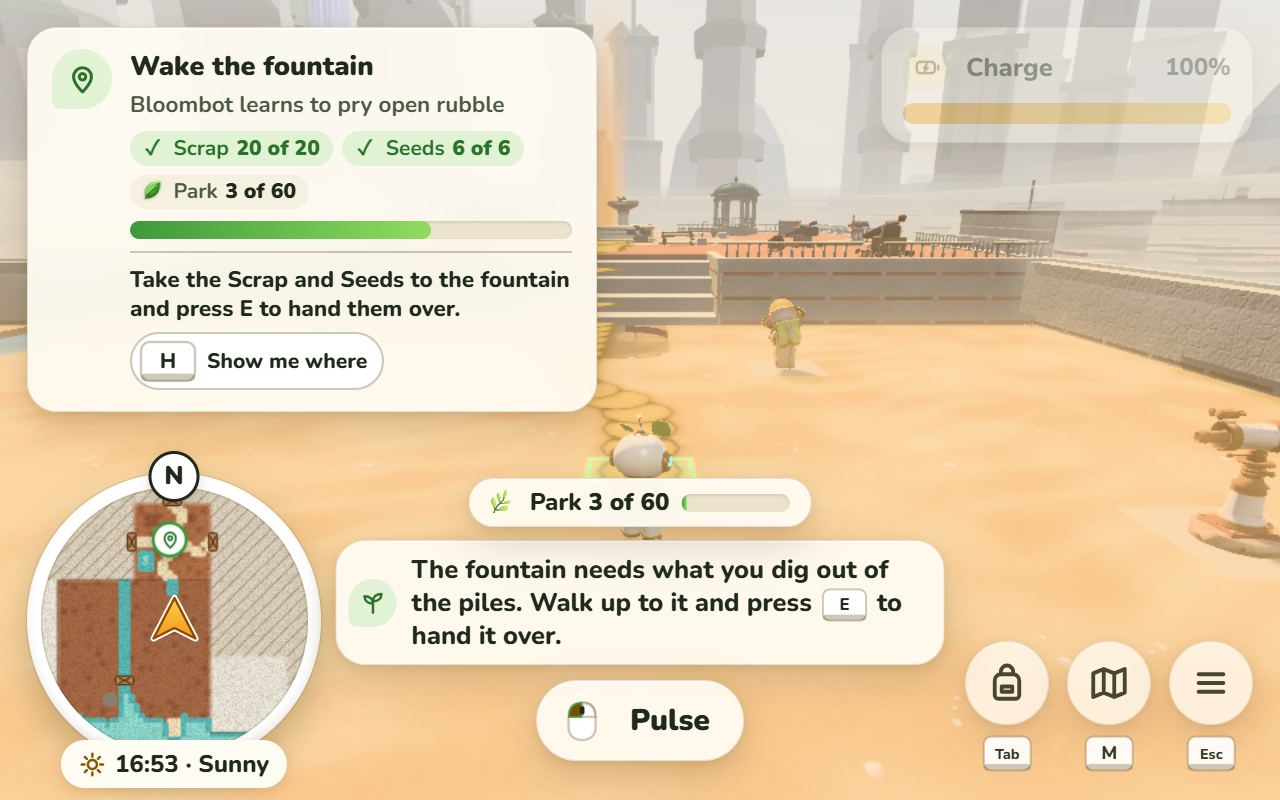 Wake the fountain
Bloombot learns to pry open rubble
✓ Scrap 20 of 20 ✓ Seeds 6 of 6
Park 3 of 60
Take the Scrap and Seeds to the fountain
and press E to hand them over.
H Show me where
Charge 100%
N
Park 3 of 60
The fountain needs what you dig out of
the piles. Walk up to it and press E to
hand it over.
Pulse
16:53 · Sunny
Tab M Esc